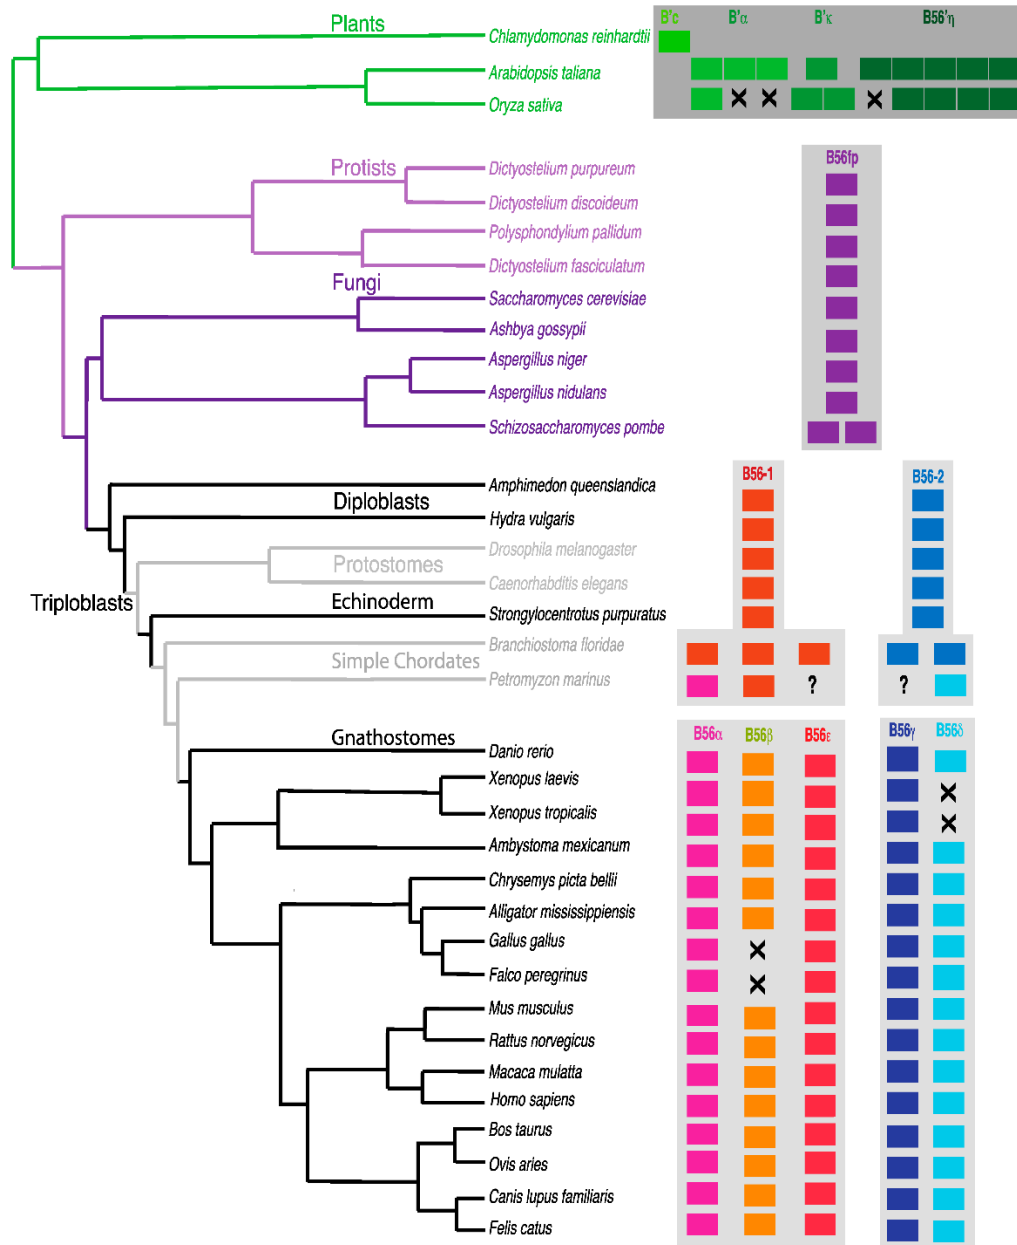 Plants
B'c B'α B'κ B56'η
Chlamydomonas reinhardtii
Arabidopsis taliana
Oryza sativa
X X X
Protists
B56fp
Dictyostelium purpureum
Dictyostelium discoideum
Polysphondylium pallidum
Dictyostelium fasciculatum
Fungi
Saccharomyces cerevisiae
Ashbya gossypii
Aspergillus niger
Aspergillus nidulans
Schizosaccharomyces pombe
B56-1 B56-2
Amphimedon queenslandica
Diploblasts
Hydra vulgaris
Drosophila melanogaster
Protostomes
Caenorhabditis elegans
Triploblasts
Echinoderm
Strongylocentrotus purpuratus
Branchiostoma floridae
Simple Chordates
Petromyzon marinus ? ?
Gnathostomes
B56α B56β B56ε B56γ B56δ
Danio rerio
Xenopus laevis X
Xenopus tropicalis X
Ambystoma mexicanum
Chrysemys picta bellii
Alligator mississippiensis
Gallus gallus X
Falco peregrinus X
Mus musculus
Rattus norvegicus
Macaca mulatta
Homo sapiens
Bos taurus
Ovis aries
Canis lupus familiaris
Felis catus